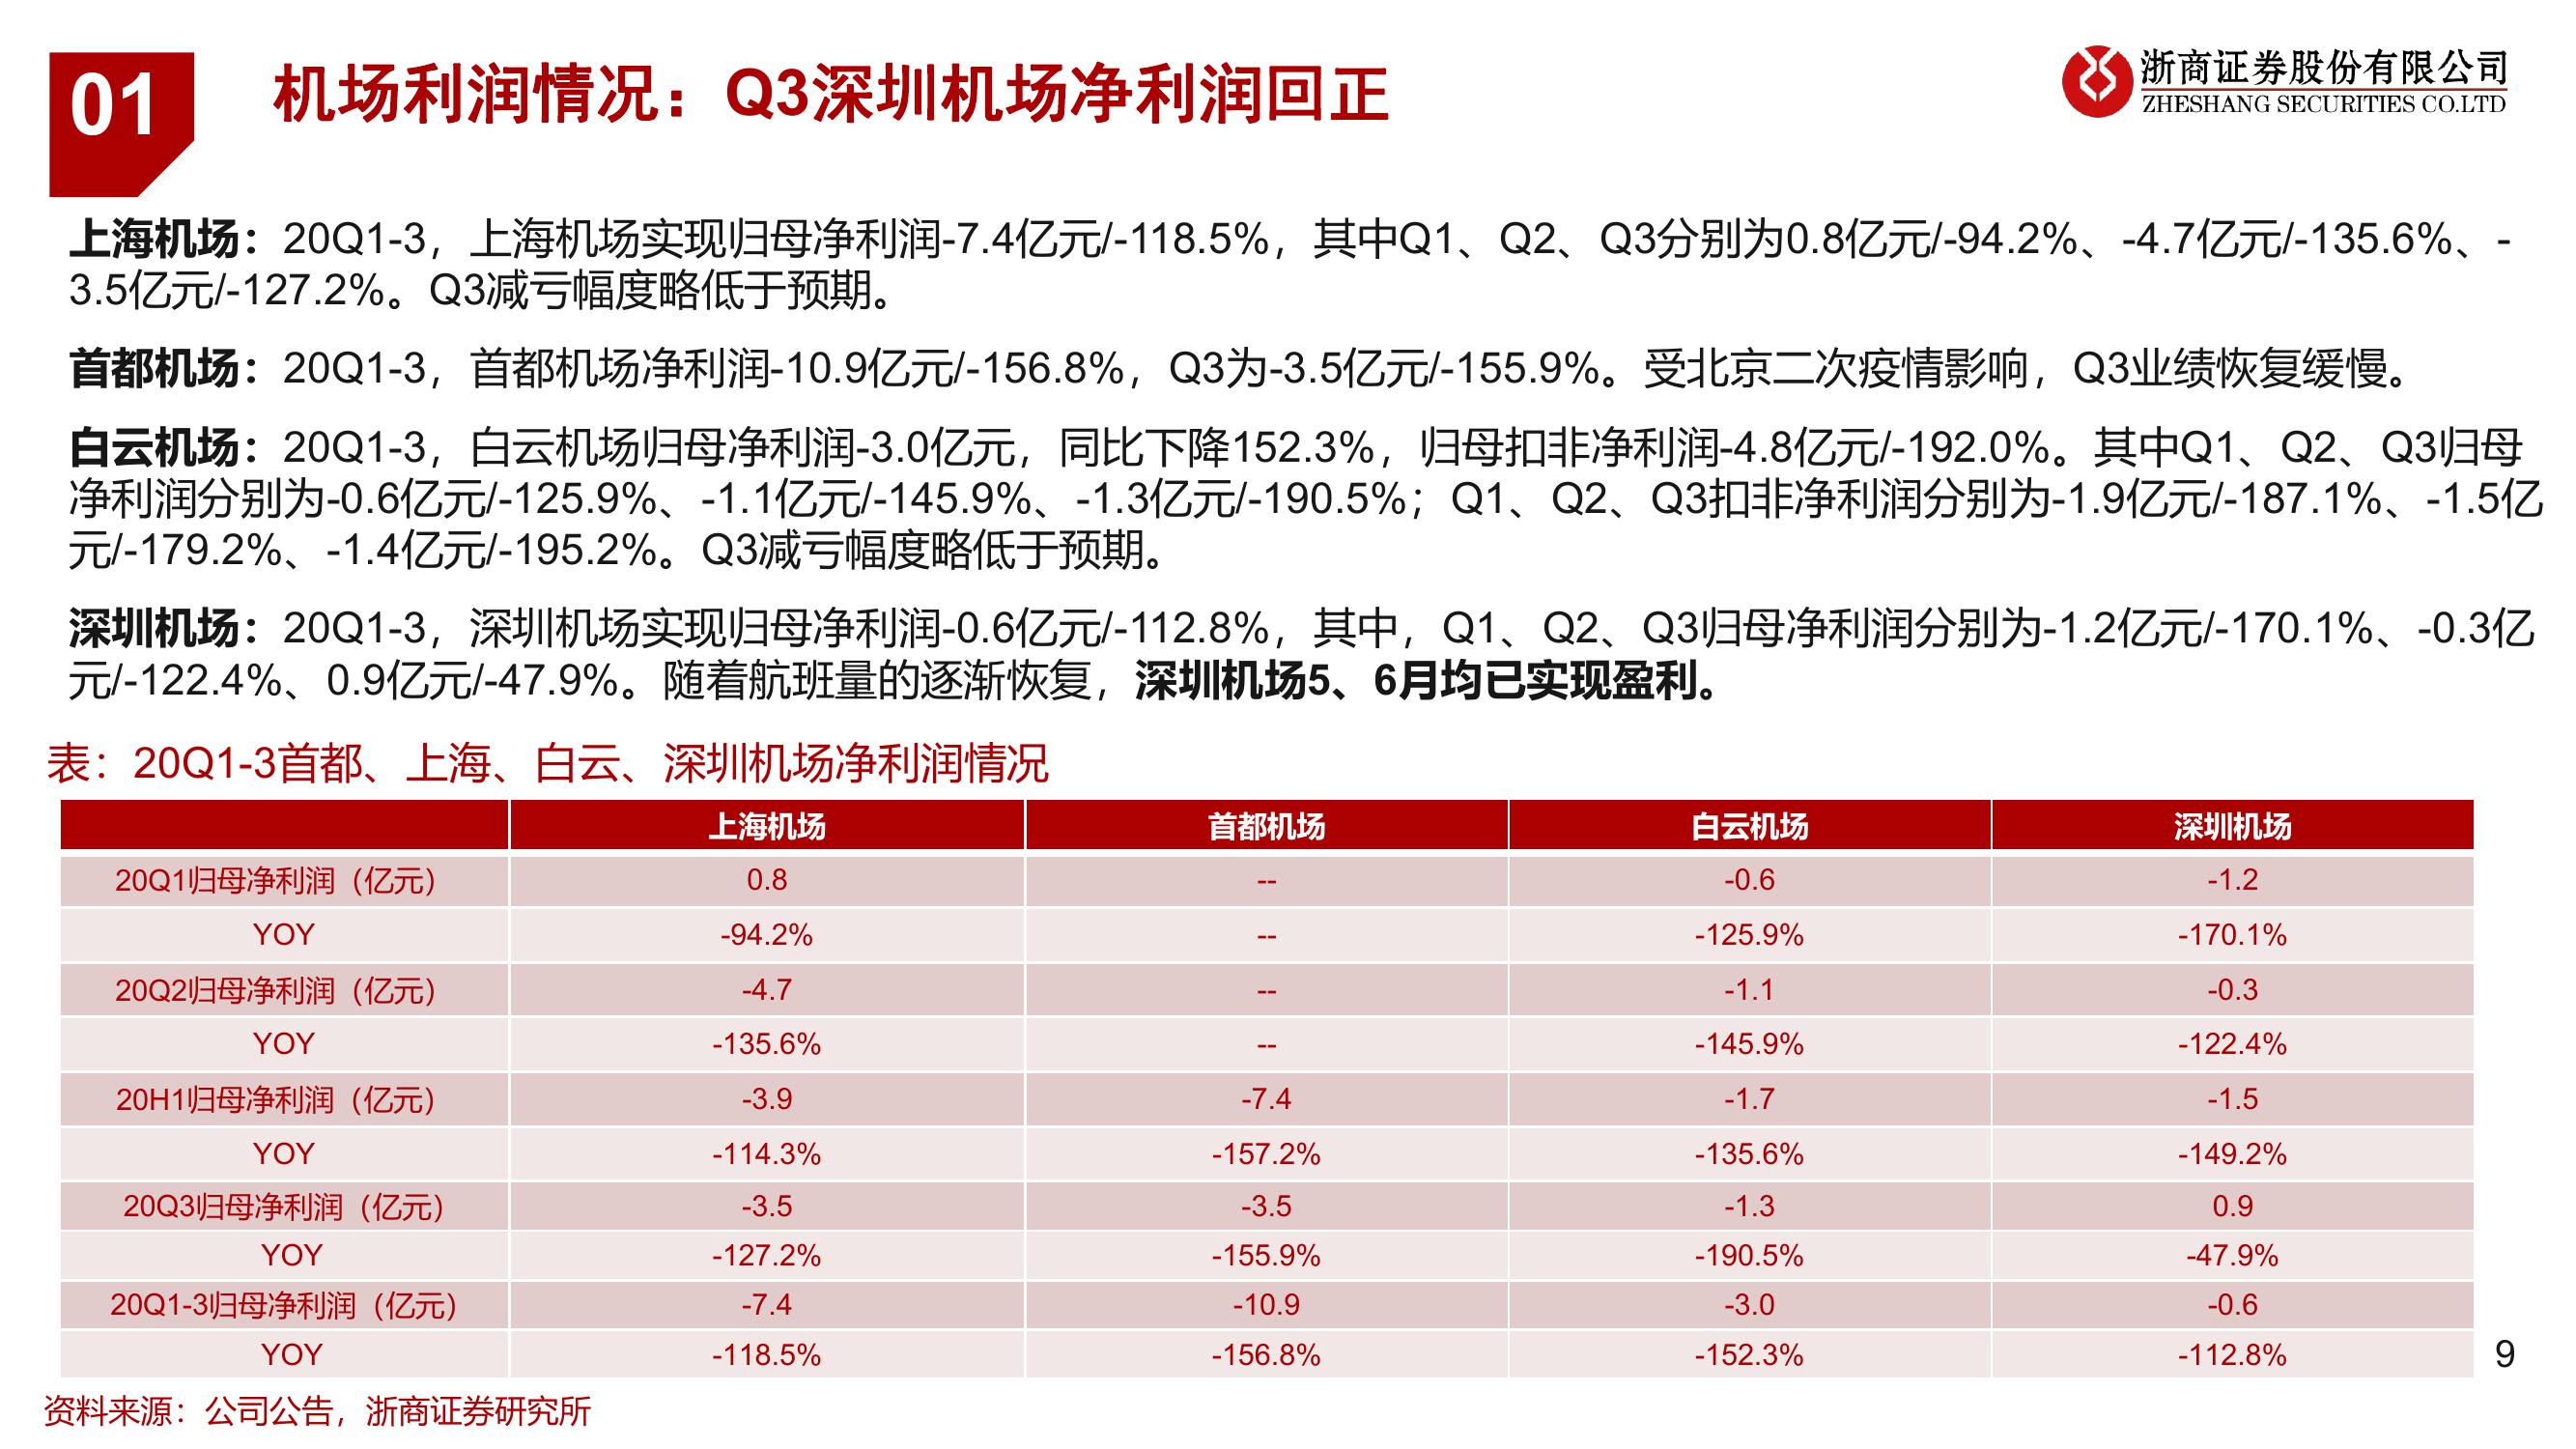 01
机场利润情况：Q3深圳机场净利润回正
浙商证券股份有限公司
ZHESHANG SECURITIES CO.LTD
上海机场：20Q1-3，上海机场实现归母净利润-7.4亿元/-118.5%，其中Q1、Q2、Q3分别为0.8亿元/-94.2%、-4.7亿元/-135.6%、-
3.5亿元/-127.2%。Q3减亏幅度略低于预期。
首都机场：20Q1-3，首都机场净利润-10.9亿元/-156.8%，Q3为-3.5亿元/-155.9%。受北京二次疫情影响，Q3业绩恢复缓慢。
白云机场：20Q1-3，白云机场归母净利润-3.0亿元，同比下降152.3%，归母扣非净利润-4.8亿元/-192.0%。其中Q1、Q2、Q3归母
净利润分别为-0.6亿元/-125.9%、-1.1亿元/-145.9%、-1.3亿元/-190.5%；Q1、Q2、Q3扣非净利润分别为-1.9亿元/-187.1%、-1.5亿
元/-179.2%、-1.4亿元/-195.2%。Q3减亏幅度略低于预期。
深圳机场：20Q1-3，深圳机场实现归母净利润-0.6亿元/-112.8%，其中，Q1、Q2、Q3归母净利润分别为-1.2亿元/-170.1%、-0.3亿
元/-122.4%、0.9亿元/-47.9%。随着航班量的逐渐恢复，深圳机场5、6月均已实现盈利。
表：20Q1-3首都、上海、白云、深圳机场净利润情况
上海机场 首都机场 白云机场 深圳机场
20Q1归母净利润（亿元） 0.8 -- -0.6 -1.2
YOY -94.2% -- -125.9% -170.1%
20Q2归母净利润（亿元） -4.7 -- -1.1 -0.3
YOY -135.6% -- -145.9% -122.4%
20H1归母净利润（亿元） -3.9 -7.4 -1.7 -1.5
YOY -114.3% -157.2% -135.6% -149.2%
20Q3归母净利润（亿元） -3.5 -3.5 -1.3 0.9
YOY -127.2% -155.9% -190.5% -47.9%
20Q1-3归母净利润（亿元） -7.4 -10.9 -3.0 -0.6
YOY -118.5% -156.8% -152.3% -112.8%
9
资料来源：公司公告，浙商证券研究所